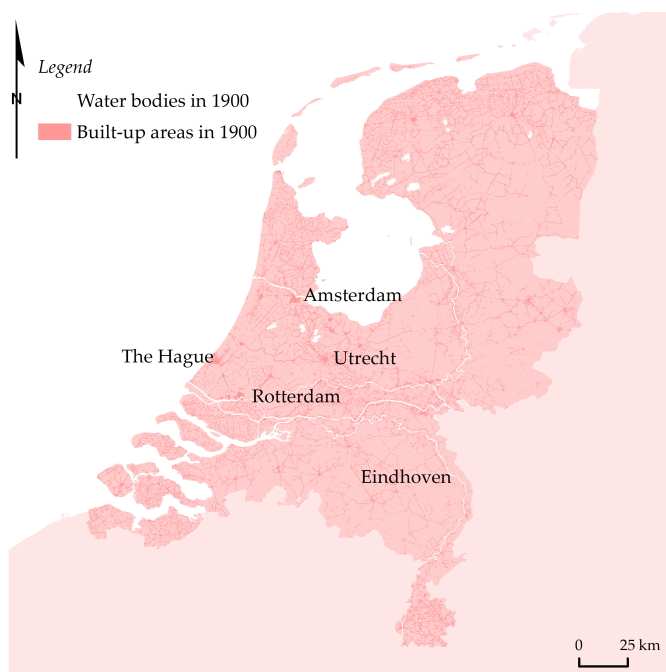 Legend
N
Water bodies in 1900
Built-up areas in 1900
Amsterdam
The Hague
Utrecht
Rotterdam
Eindhoven
0 25 km